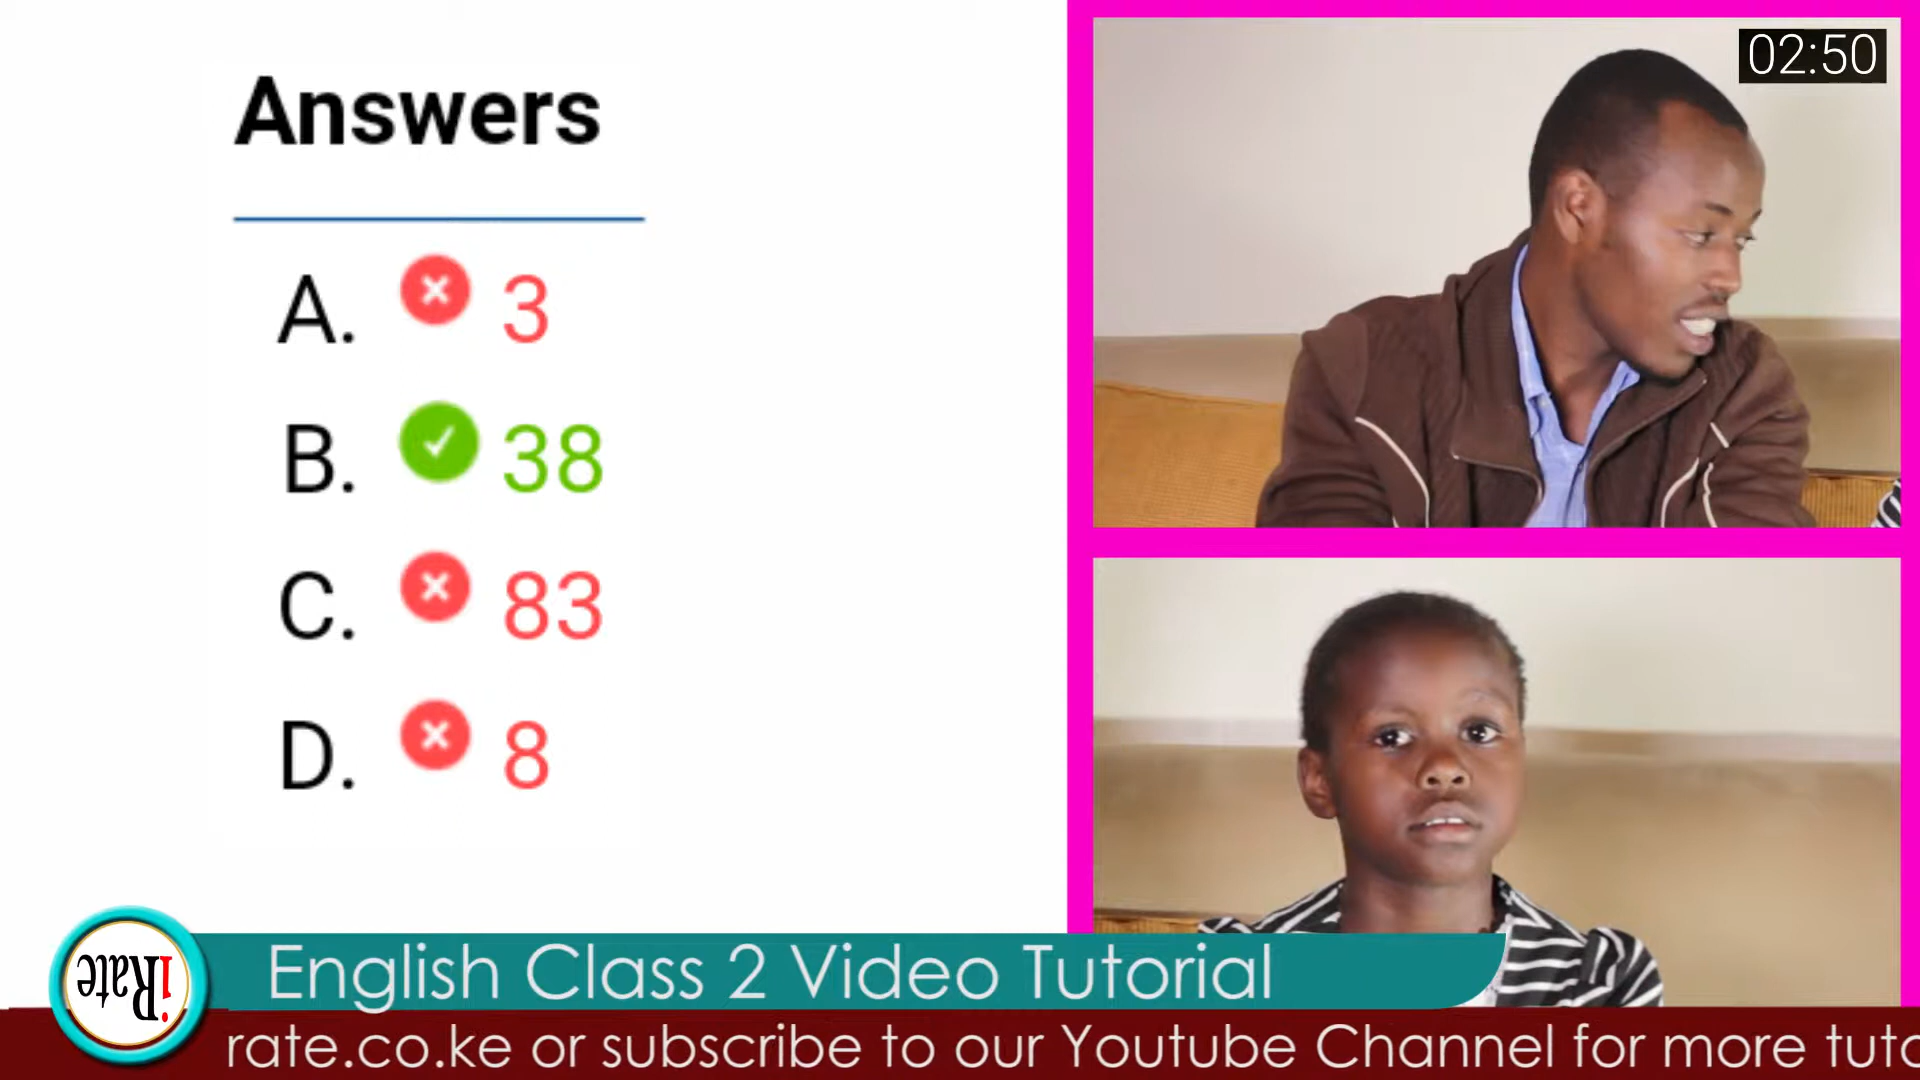 Answers
A. 3
B. 38
C. 83
D. 8
02:50
iRate
English Class 2 Video Tutorial
rate.co.ke or subscribe to our Youtube Channel for more tuto